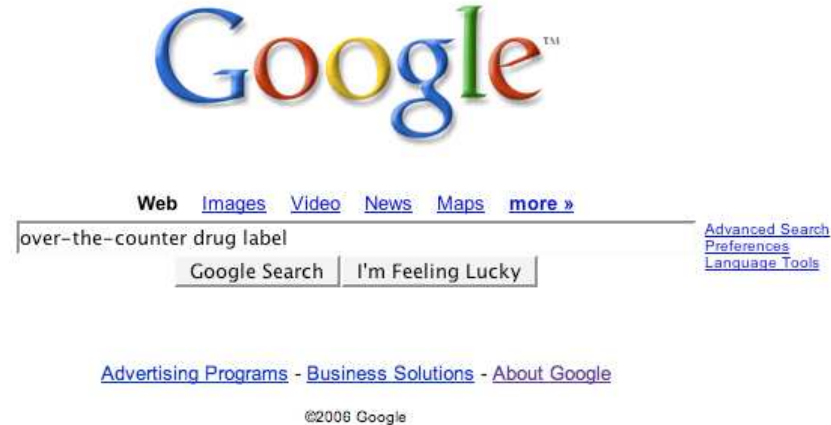 Google™
Web Images Video News Maps more »
over-the-counter drug label
Advanced Search
Preferences
Language Tools
Google Search I'm Feeling Lucky
Advertising Programs - Business Solutions - About Google
©2006 Google